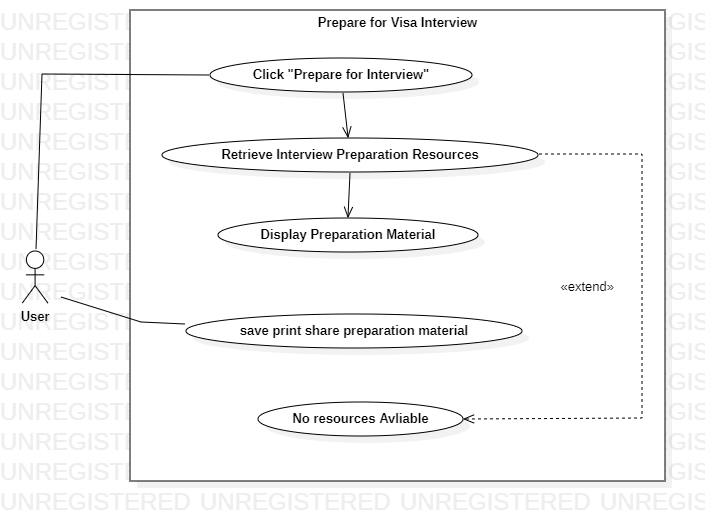 Prepare for Visa Interview
Click "Prepare for Interview"
Retrieve Interview Preparation Resources
Display Preparation Material
«extend»
User
save print share preparation material
No resources Avliable
UNREGISTERED UNREGISTERED UNREGISTERED UNREGISTERED